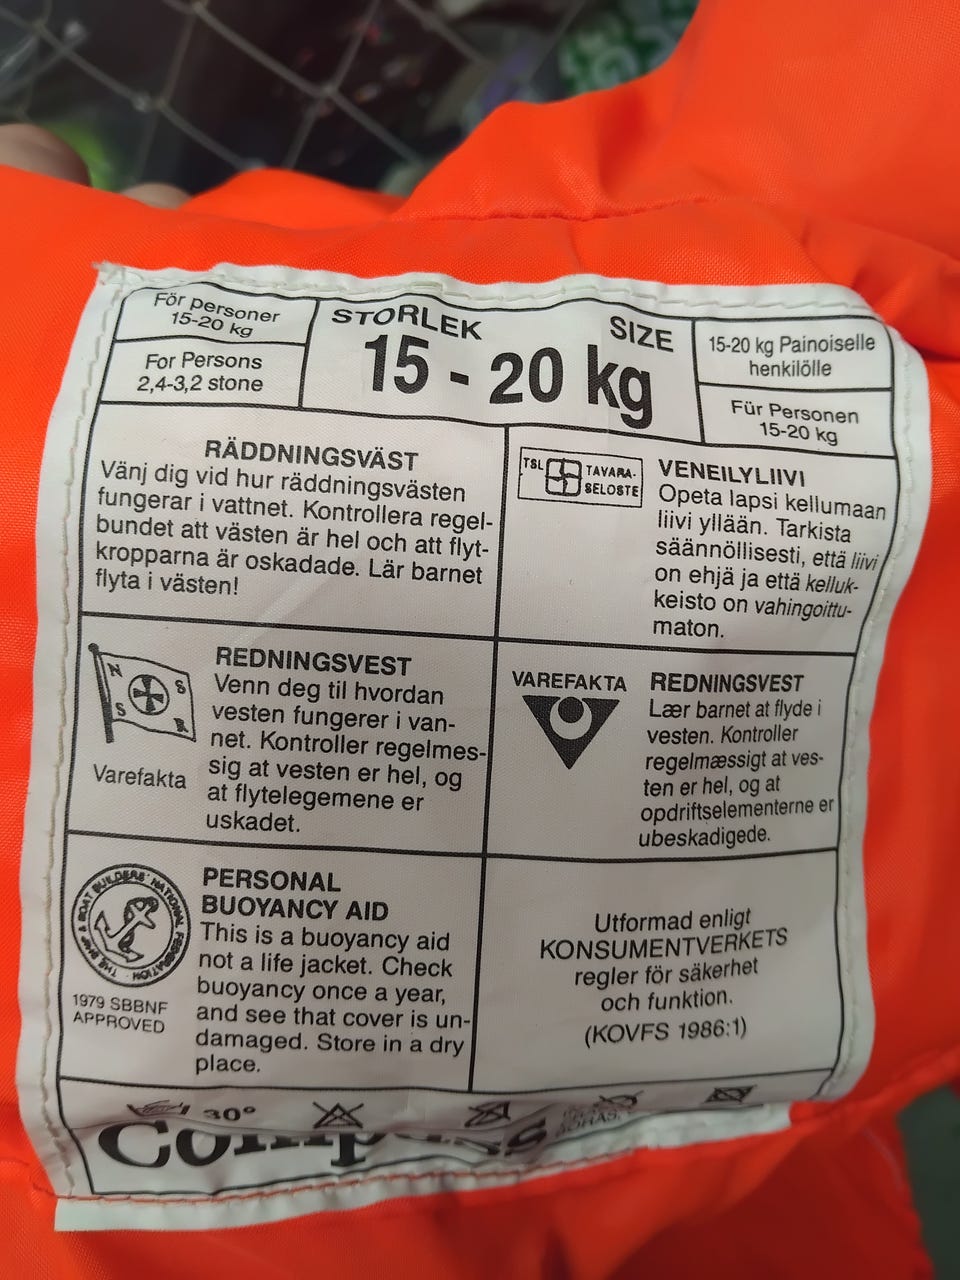 För personer
15-20 kg
For Persons
2,4-3,2 stone
STORLEK SIZE
15 - 20 kg
15-20 kg Painoiselle
henkilölle
Für Personen
15-20 kg
RÄDDNINGSVÄST
Vänj dig vid hur räddningsvästen
fungerar i vattnet. Kontrollera regel-
bundet att västen är hel och att flyt-
kropparna är oskadade. Lär barnet
flyta i västen!
TSL TAVARA-
SELOSTE
VENEILYLIIVI
Opeta lapsi kellumaan
liivi yllään. Tarkista
säännöllisesti, että liivi
on ehjä ja että kelluk-
keisto on vahingoittu-
maton.
N S
S R
Varefakta
REDNINGSVEST
Venn deg til hvordan
vesten fungerer i van-
net. Kontroller regelmes-
sig at vesten er hel, og
at flytelegemene er
uskadet.
VAREFAKTA
REDNINGSVEST
Lær barnet at flyde i
vesten. Kontroller
regelmæssigt at ves-
ten er hel, og at
opdriftselementerne er
ubeskadigede.
THE SHIP & BOAT BUILDERS' NATIONAL FEDERATION
1979 SBBNF
APPROVED
PERSONAL
BUOYANCY AID
This is a buoyancy aid
not a life jacket. Check
buoyancy once a year,
and see that cover is un-
damaged. Store in a dry
place.
Utformad enligt
KONSUMENTVERKETS
regler för säkerhet
och funktion.
(KOVFS 1986:1)
30°
Compass